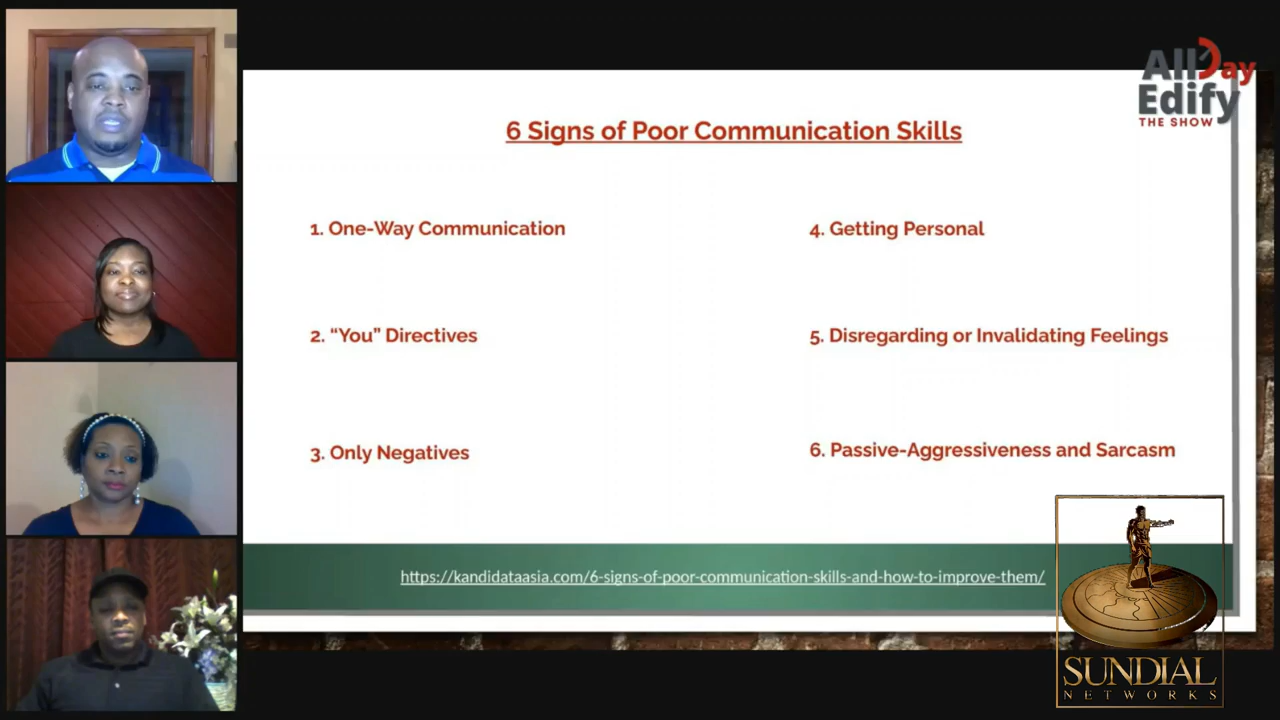 All Day
Edify
THE SHOW
6 Signs of Poor Communication Skills
1. One-Way Communication
4. Getting Personal
2. “You” Directives
5. Disregarding or Invalidating Feelings
3. Only Negatives
6. Passive-Aggressiveness and Sarcasm
https://kandidataasia.com/6-signs-of-poor-communication-skills-and-how-to-improve-them/
SUNDIAL
NETWORKS